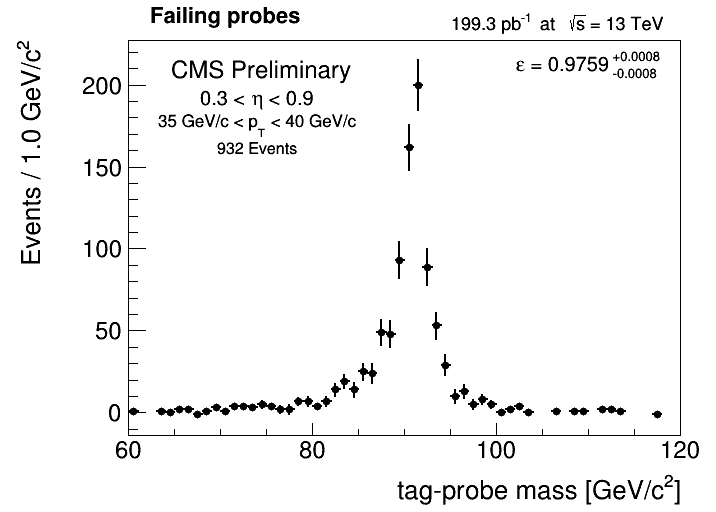 Failing probes
199.3 pb⁻¹ at √s = 13 TeV
CMS Preliminary
0.3 < η < 0.9
35 GeV/c < p_T < 40 GeV/c
932 Events
ε = 0.9759 +0.0008 -0.0008
Events / 1.0 GeV/c²
200
150
100
50
0
60 80 100 120
tag-probe mass [GeV/c²]